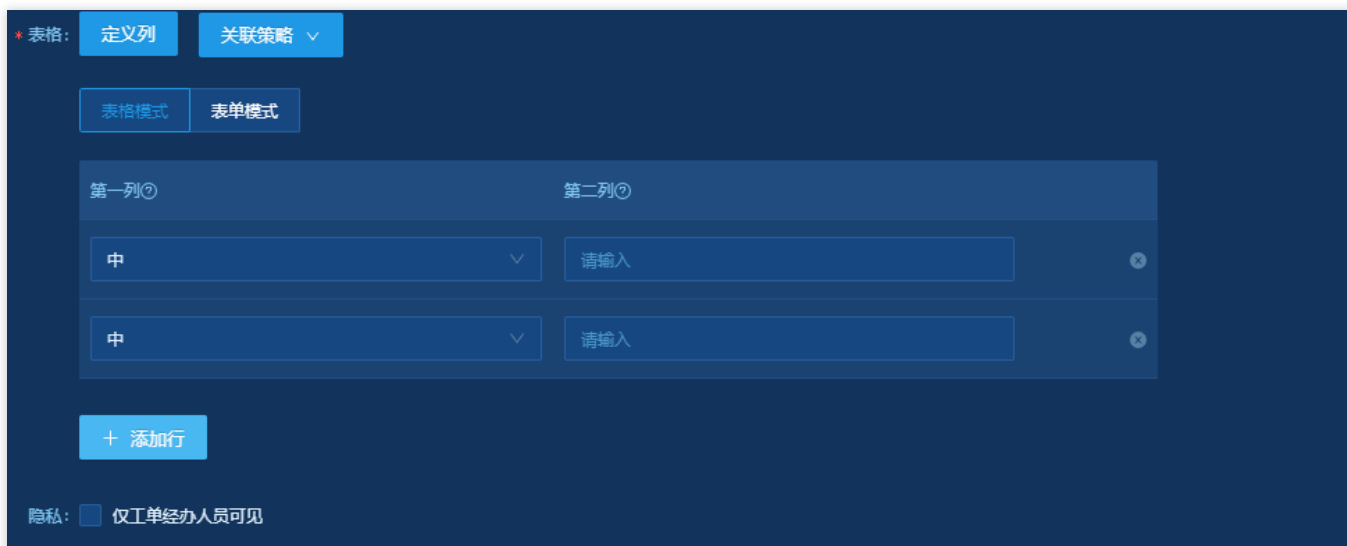 * 表格: 定义列 关联策略
表格模式 表单模式
第一列? 第二列?
中 请输入
中 请输入
+ 添加行
隐私: 仅工单经办人员可见